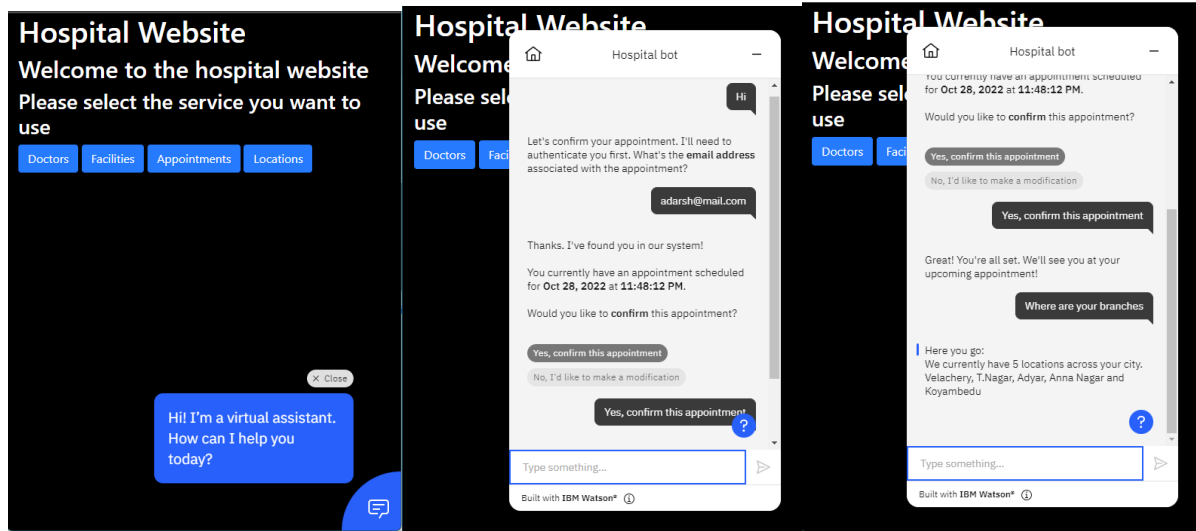 Hospital Website
Welcome to the hospital website
Please select the service you want to
use
Doctors
Facilities
Appointments
Locations
× Close
Hi! I'm a virtual assistant.
How can I help you
today?
Hospital Website
Welcome
Please sele
use
Doctors
Faci
Hospital bot
Hi
Let's confirm your appointment. I'll need to
authenticate you first. What's the email address
associated with the appointment?
adarsh@mail.com
Thanks. I've found you in our system!
You currently have an appointment scheduled
for Oct 28, 2022 at 11:48:12 PM.
Would you like to confirm this appointment?
Yes, confirm this appointment
No, I'd like to make a modification
Yes, confirm this appointment
?
Type something...
Built with IBM Watson®
Hospital Website
Welcome
Please sele
use
Doctors
Faci
Hospital bot
You currently have an appointment scheduled
for Oct 28, 2022 at 11:48:12 PM.
Would you like to confirm this appointment?
Yes, confirm this appointment
No, I'd like to make a modification
Yes, confirm this appointment
Great! You're all set. We'll see you at your
upcoming appointment!
Where are your branches
Here you go:
We currently have 5 locations across your city.
Velachery, T.Nagar, Adyar, Anna Nagar and
Koyambedu
?
Type something...
Built with IBM Watson®